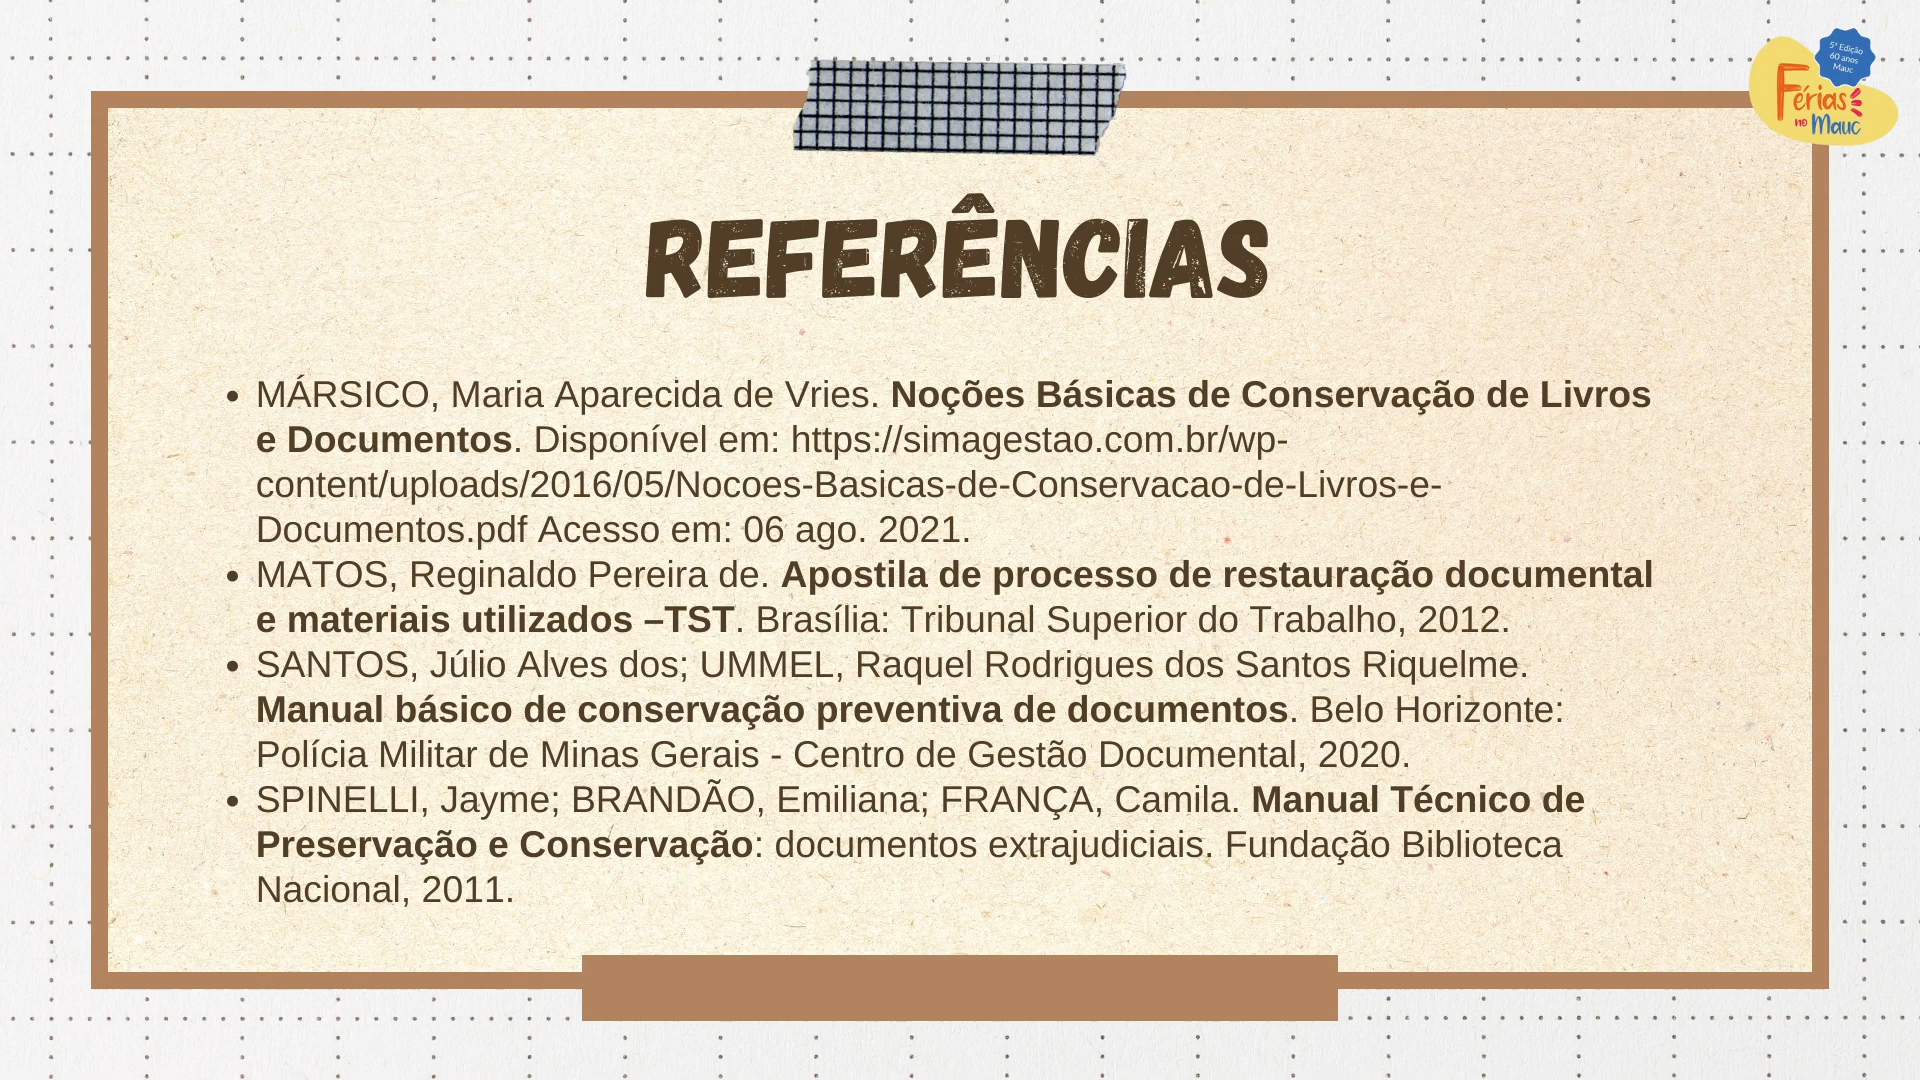 5ª Edição
60 anos
Mauc
Férias
no Mauc
REFERÊNCIAS
• MÁRSICO, Maria Aparecida de Vries. Noções Básicas de Conservação de Livros
e Documentos. Disponível em: https://simagestao.com.br/wp-
content/uploads/2016/05/Nocoes-Basicas-de-Conservacao-de-Livros-e-
Documentos.pdf Acesso em: 06 ago. 2021.
• MATOS, Reginaldo Pereira de. Apostila de processo de restauração documental
e materiais utilizados –TST. Brasília: Tribunal Superior do Trabalho, 2012.
• SANTOS, Júlio Alves dos; UMMEL, Raquel Rodrigues dos Santos Riquelme.
Manual básico de conservação preventiva de documentos. Belo Horizonte:
Polícia Militar de Minas Gerais - Centro de Gestão Documental, 2020.
• SPINELLI, Jayme; BRANDÃO, Emiliana; FRANÇA, Camila. Manual Técnico de
Preservação e Conservação: documentos extrajudiciais. Fundação Biblioteca
Nacional, 2011.